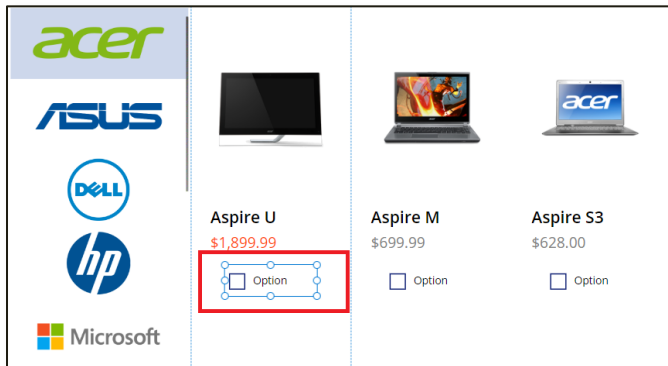 acer
ASUS
DELL
hp
Microsoft
acer
Aspire U
Aspire M
Aspire S3
$1,899.99
$699.99
$628.00
Option
Option
Option